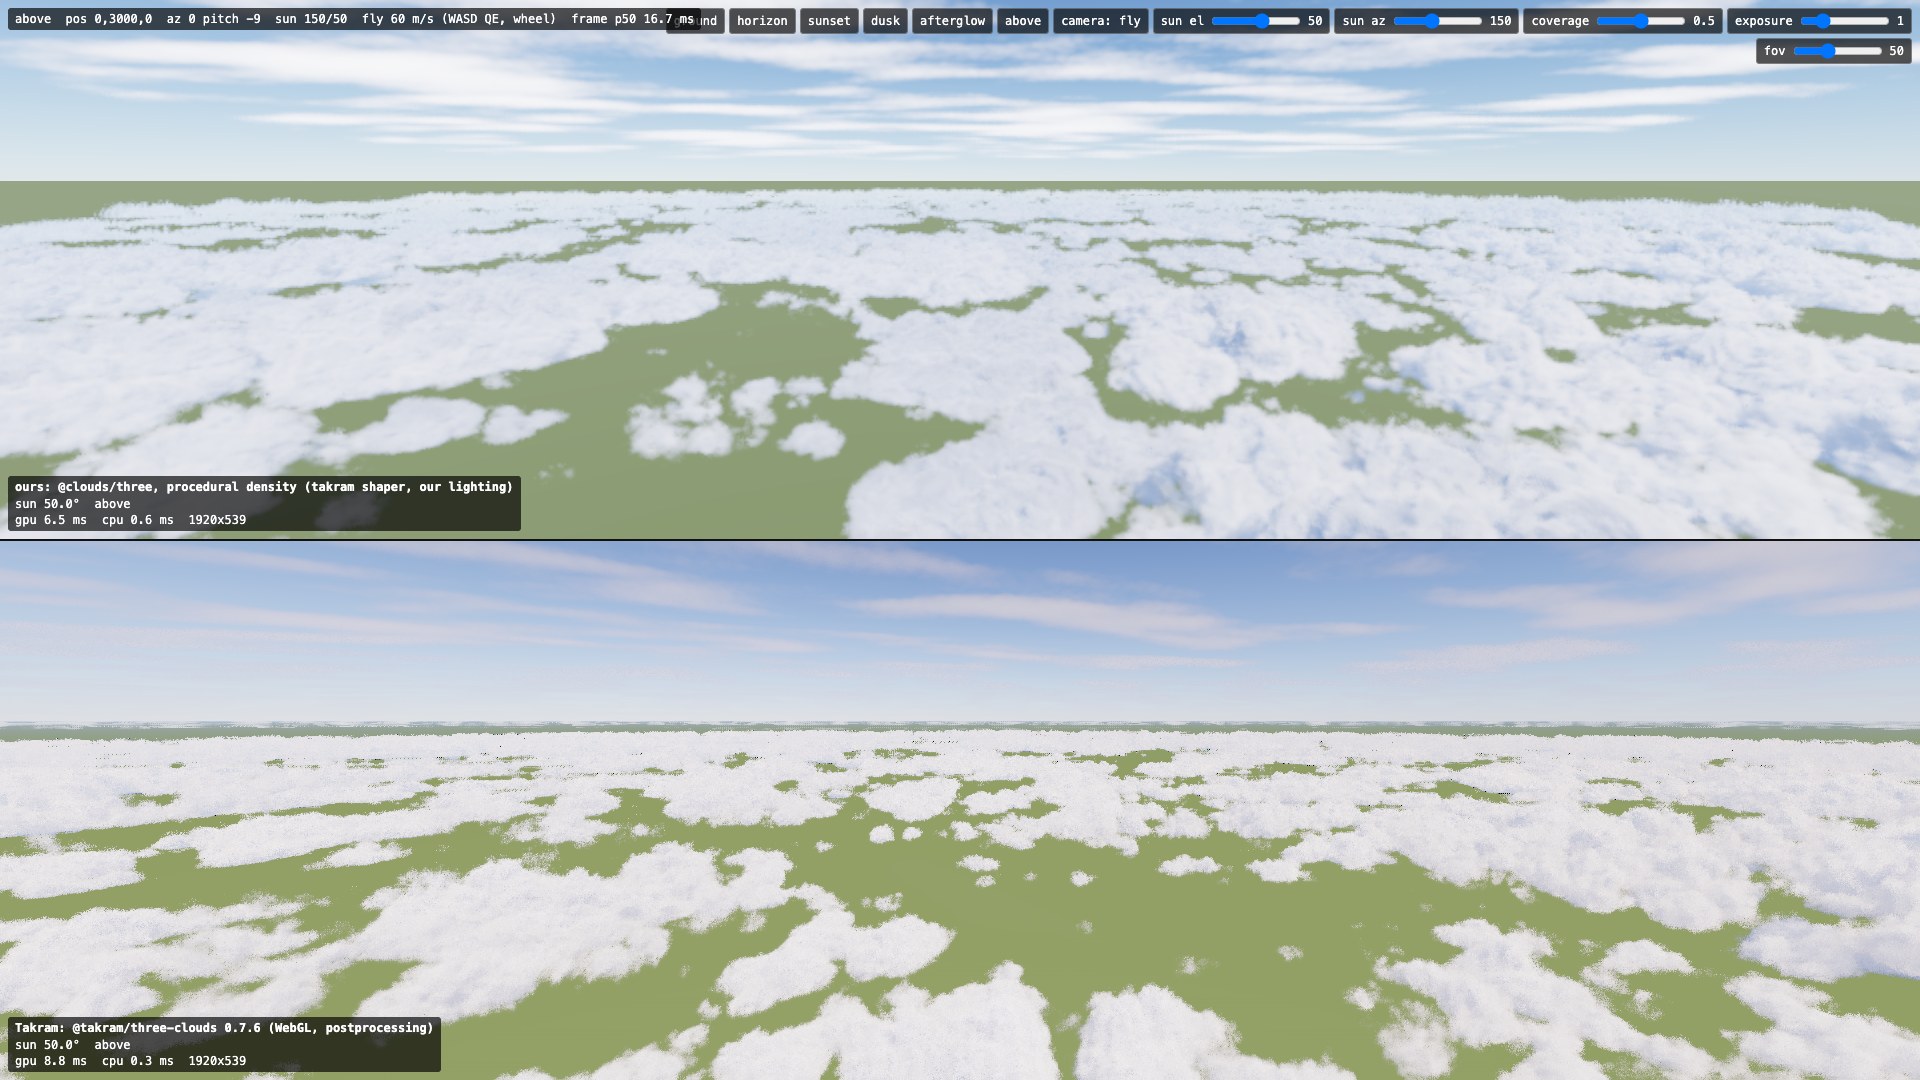 above pos 0,3000,0 az 0 pitch −9 sun 150/50 fly 60 m/s (WASD QE, wheel) frame p50 16.7 ms
horizon sunset dusk afterglow above camera: fly sun el 50 sun az 150 coverage 0.5 exposure 1
fov 50
ours: @clouds/three, procedural density (takram shaper, our lighting)
sun 50.0° above
gpu 6.5 ms cpu 0.6 ms 1920x539
Takram: @takram/three-clouds 0.7.6 (WebGL, postprocessing)
sun 50.0° above
gpu 8.8 ms cpu 0.3 ms 1920x539